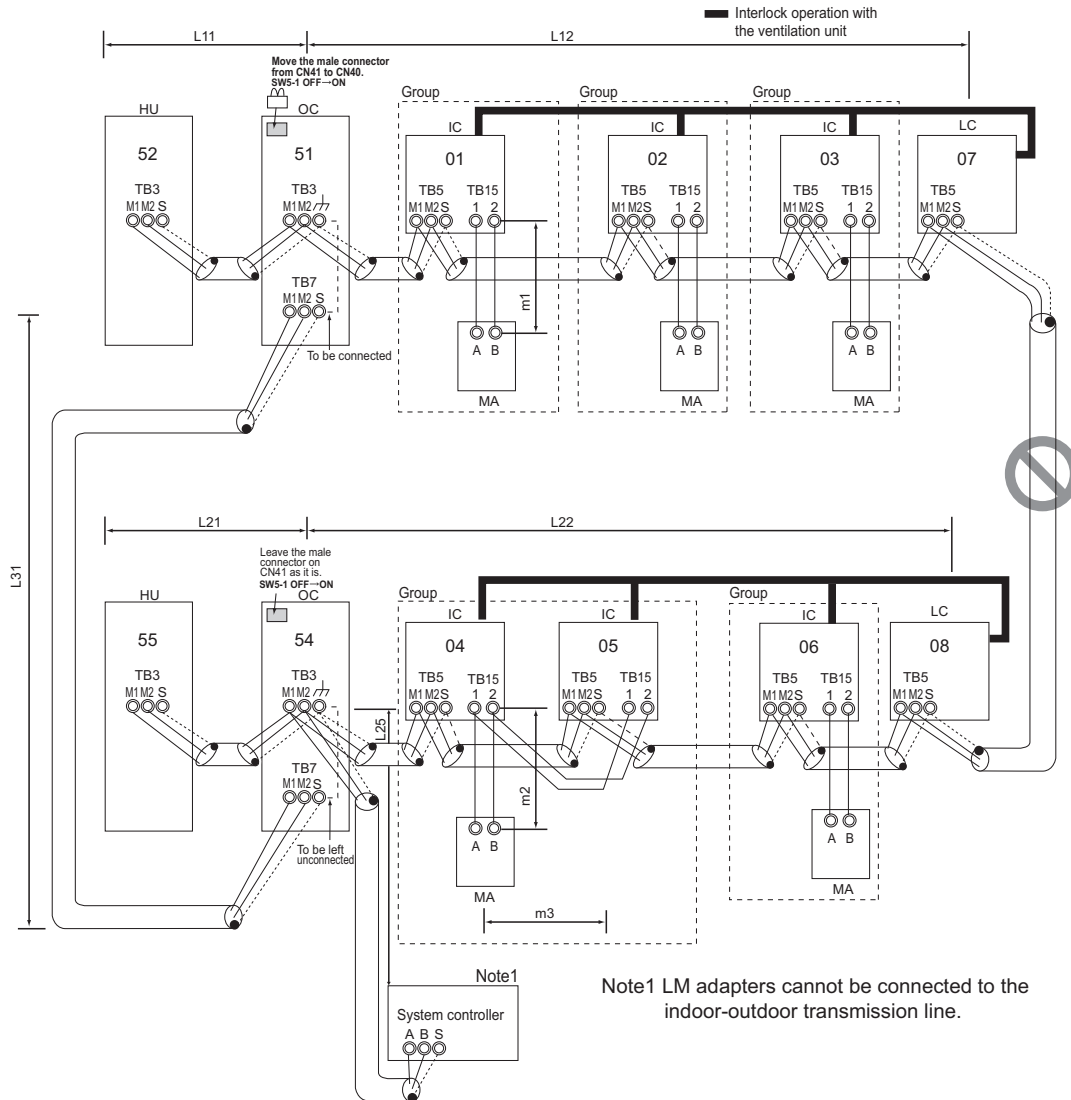 Interlock operation with
the ventilation unit
L11
L12
Move the male connector
from CN41 to CN40.
SW5-1 OFF→ON
HU
OC
Group
Group
Group
IC
IC
IC
LC
52
51
01
02
03
07
TB3
TB3
TB5 TB15
TB5 TB15
TB5 TB15
TB5
M1 M2 S
M1 M2
M1 M2 S 1 2
M1 M2 S 1 2
M1 M2 S 1 2
M1 M2 S
TB7
M1 M2 S
m1
To be connected
A B
A B
A B
MA
MA
MA
L31
L21
L22
Leave the male
connector on
CN41 as it is.
SW5-1 OFF→ON
HU
OC
Group
Group
IC
IC
IC
LC
55
54
04
05
06
08
TB3
TB3
TB5 TB15
TB5 TB15
TB5 TB15
TB5
M1 M2 S
M1 M2
M1 M2 S 1 2
M1 M2 S 1 2
M1 M2 S 1 2
M1 M2 S
L25
TB7
M1 M2 S
m2
To be left
unconnected
A B
A B
MA
MA
m3
Note1
System controller
A B S
Note1 LM adapters cannot be connected to the
indoor-outdoor transmission line.